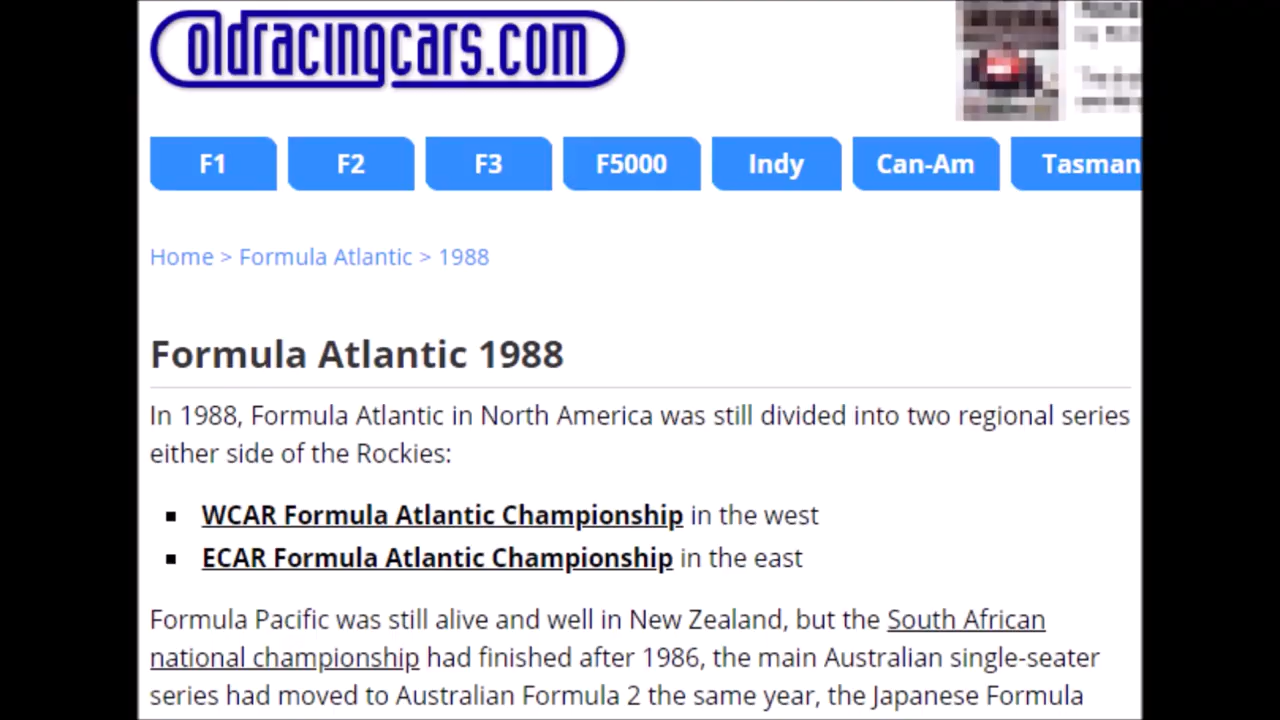 oldracingcars.com
F1 F2 F3 F5000 Indy Can-Am Tasman
Home > Formula Atlantic > 1988
Formula Atlantic 1988
In 1988, Formula Atlantic in North America was still divided into two regional series
either side of the Rockies:
▪ WCAR Formula Atlantic Championship in the west
▪ ECAR Formula Atlantic Championship in the east
Formula Pacific was still alive and well in New Zealand, but the South African
national championship had finished after 1986, the main Australian single-seater
series had moved to Australian Formula 2 the same year, the Japanese Formula